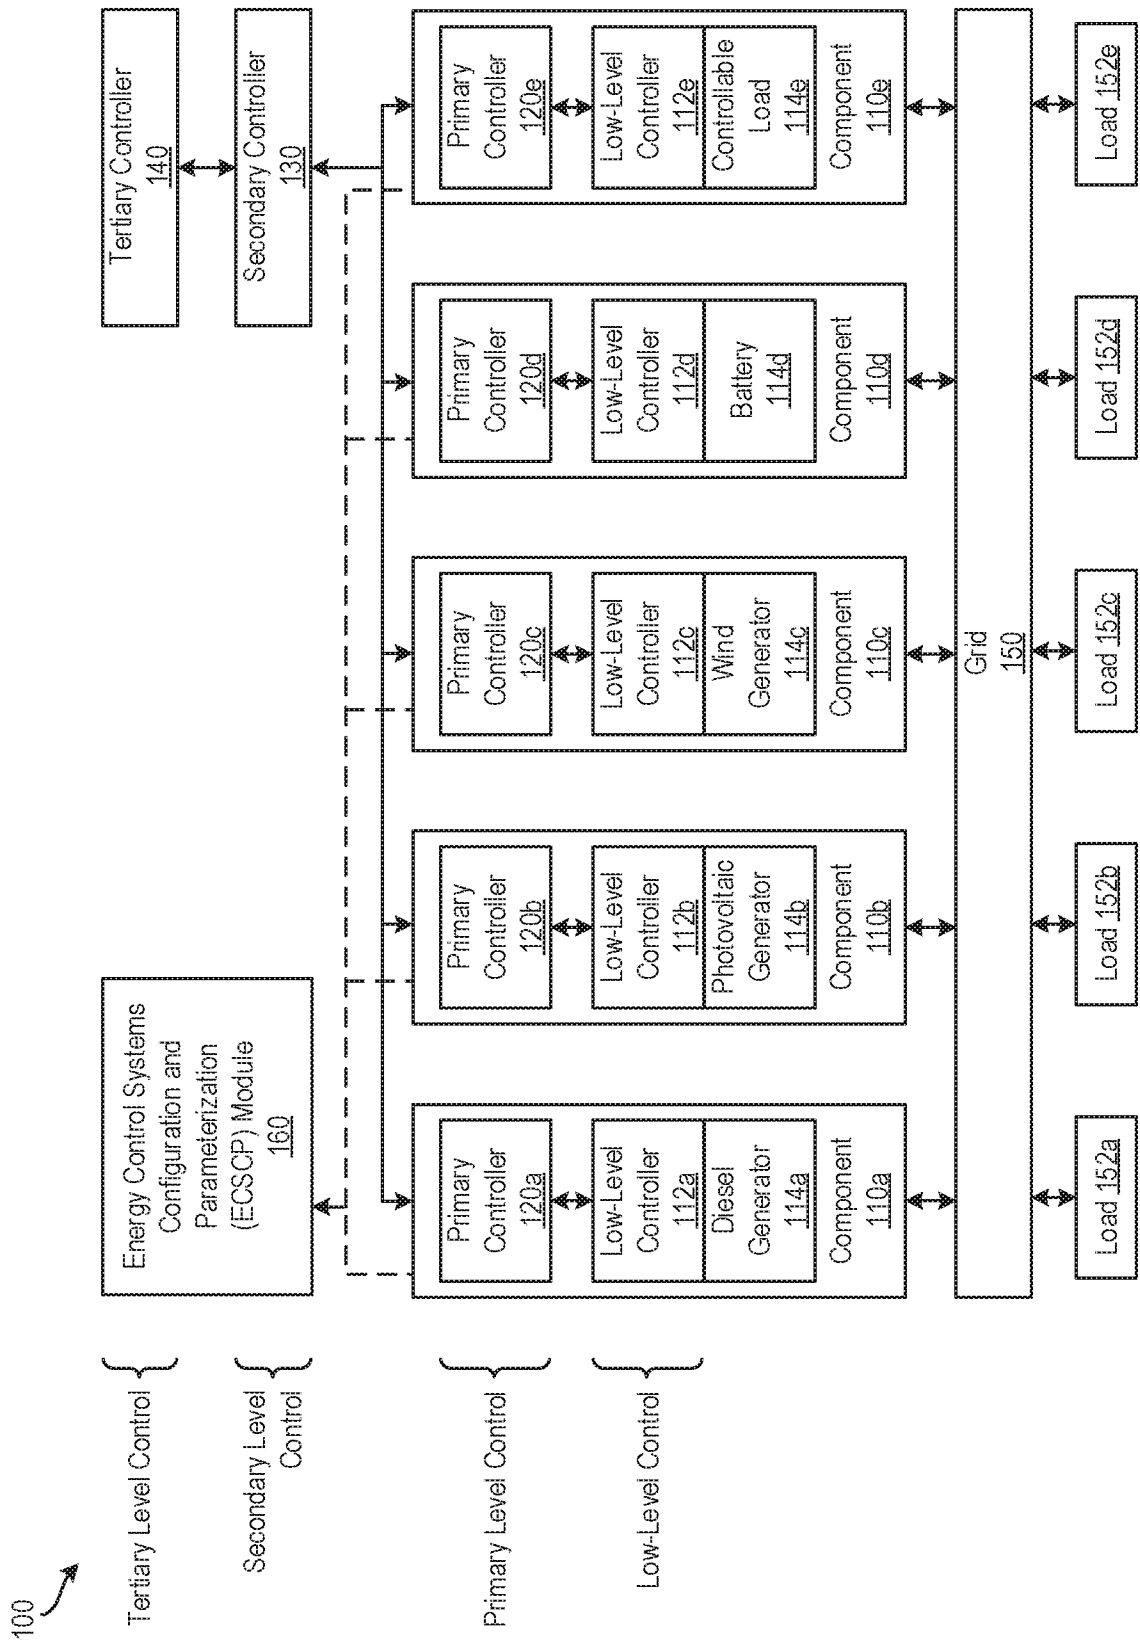 100
Tertiary Level Control
Secondary Level
Control
Primary Level Control
Low-Level Control
Energy Control Systems
Configuration and
Parameterization
(ECSCP) Module
160
Tertiary Controller
140
Secondary Controller
130
Primary
Controller
120a
Low-Level
Controller
112a
Diesel
Generator
114a
Component
110a
Primary
Controller
120b
Low-Level
Controller
112b
Photovoltaic
Generator
114b
Component
110b
Primary
Controller
120c
Low-Level
Controller
112c
Wind
Generator
114c
Component
110c
Primary
Controller
120d
Low-Level
Controller
112d
Battery
114d
Component
110d
Primary
Controller
120e
Low-Level
Controller
112e
Controllable
Load
114e
Component
110e
Grid
150
Load 152a
Load 152b
Load 152c
Load 152d
Load 152e